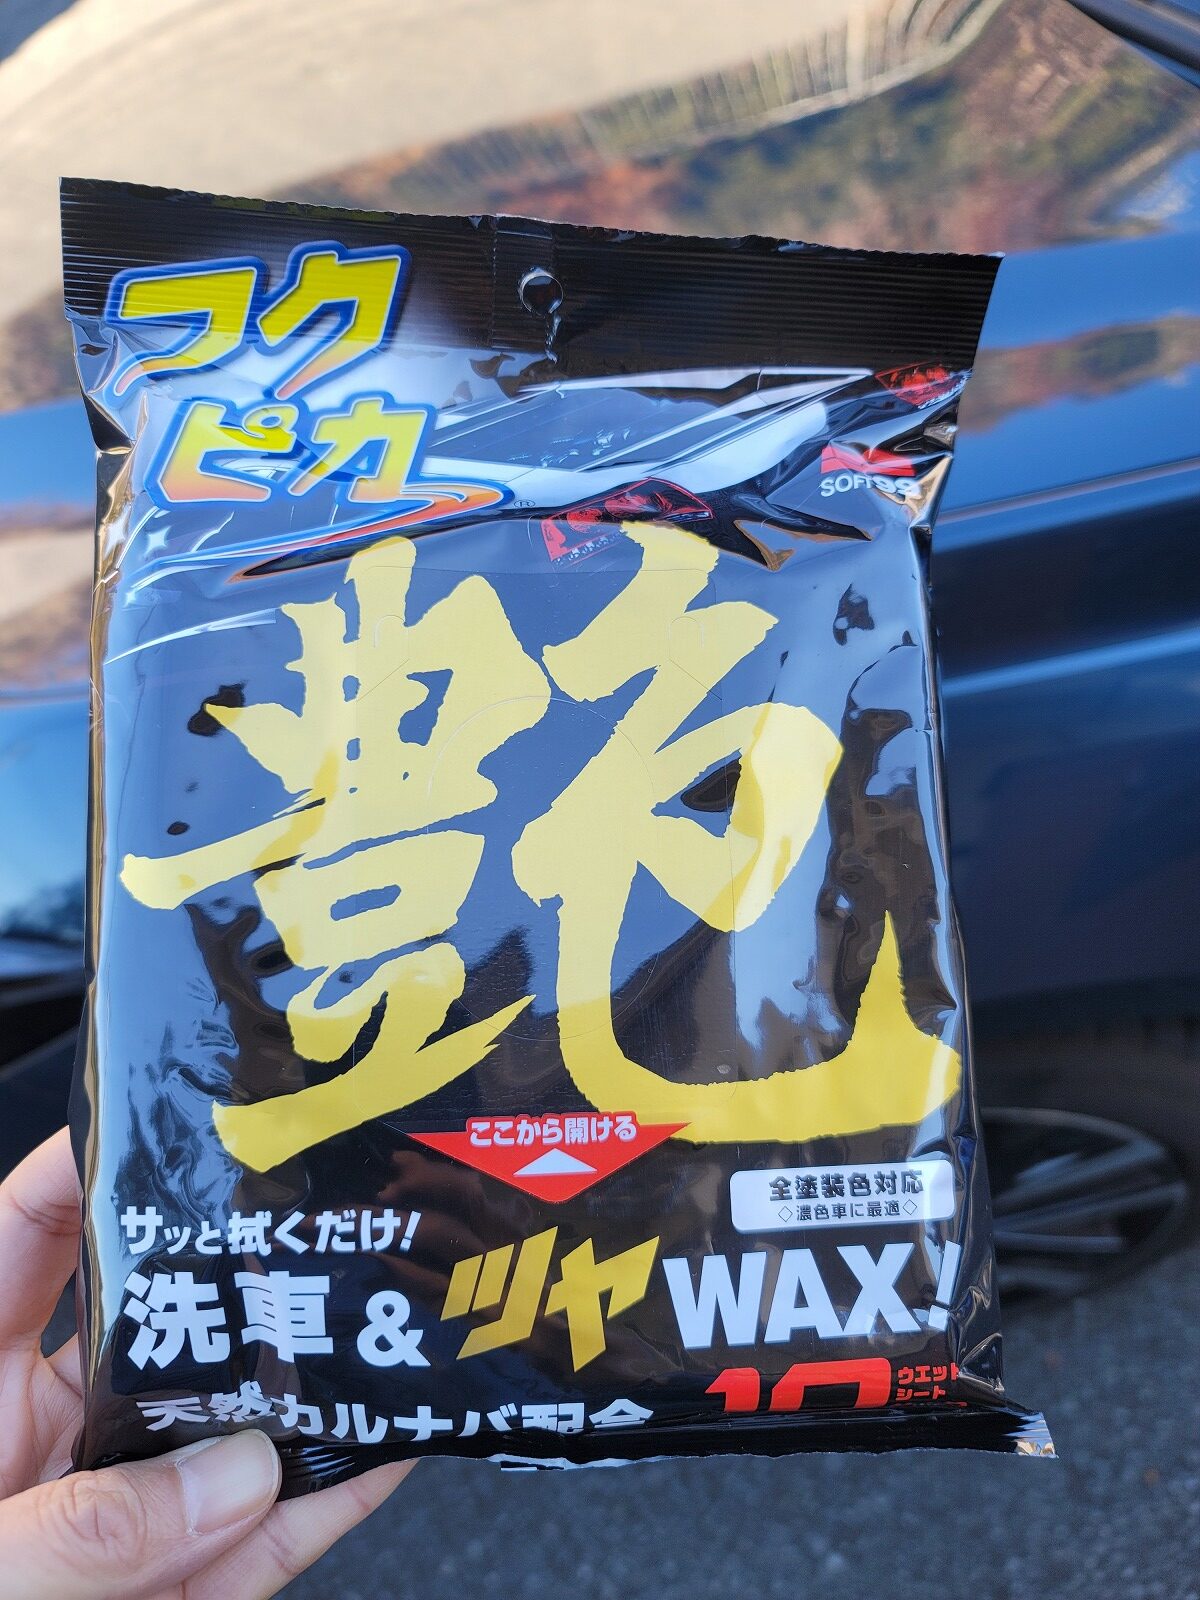 フク
ピカ
®
SOFT99
艶
ここから開ける
全塗装色対応
◇濃色車に最適◇
サッと拭くだけ!
洗車&ツヤWAX!
天然カルナバ配合
10
ウエット
シート